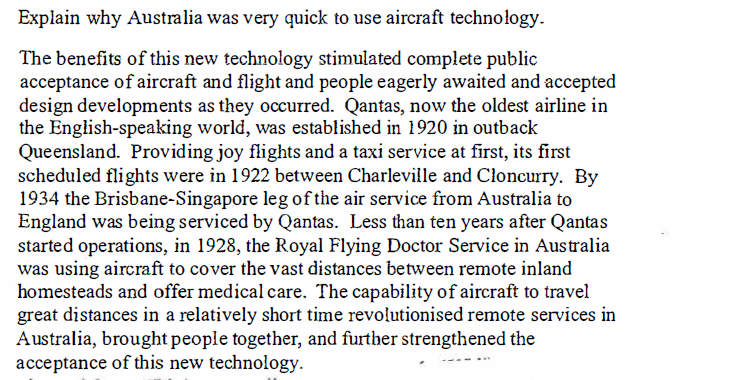 Explain why Australia was very quick to use aircraft technology.
The benefits of this new technology stimulated complete public
acceptance of aircraft and flight and people eagerly awaited and accepted
design developments as they occurred. Qantas, now the oldest airline in
the English-speaking world, was established in 1920 in outback
Queensland. Providing joy flights and a taxi service at first, its first
scheduled flights were in 1922 between Charleville and Cloncurry. By
1934 the Brisbane-Singapore leg of the air service from Australia to
England was being serviced by Qantas. Less than ten years after Qantas
started operations, in 1928, the Royal Flying Doctor Service in Australia
was using aircraft to cover the vast distances between remote inland
homesteads and offer medical care. The capability of aircraft to travel
great distances in a relatively short time revolutionised remote services in
Australia, brought people together, and further strengthened the
acceptance of this new technology.